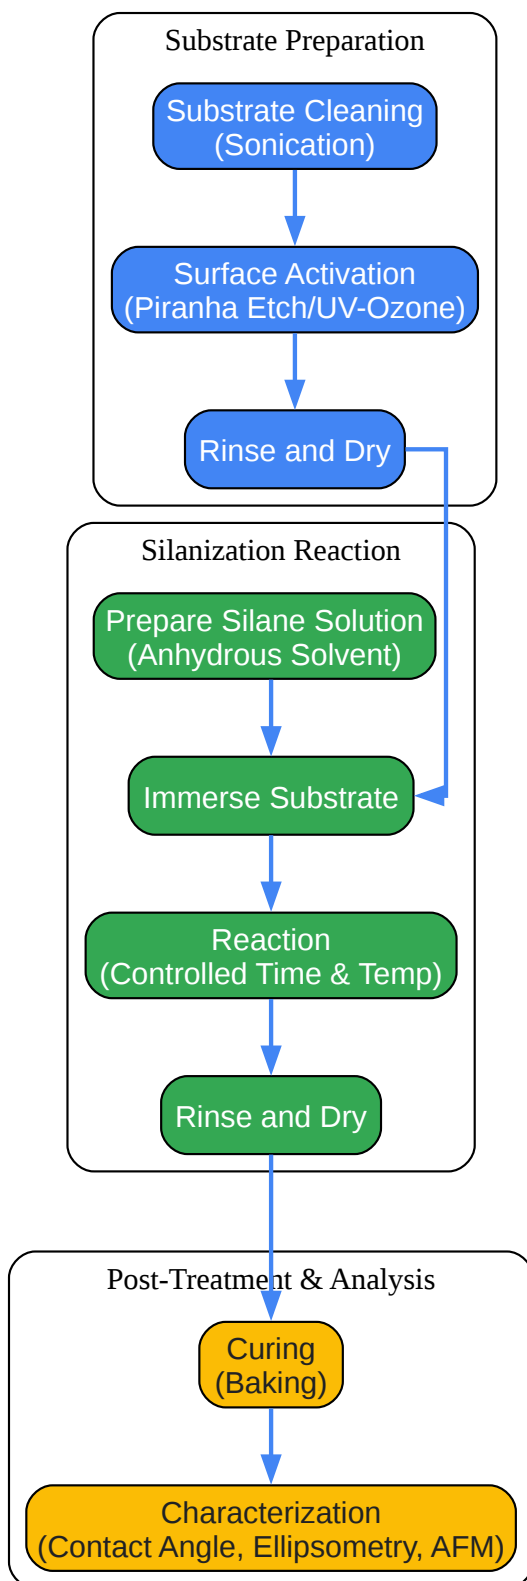 Substrate Preparation
Substrate Cleaning
(Sonication)
Surface Activation
(Piranha Etch/UV-Ozone)
Rinse and Dry
Silanization Reaction
Prepare Silane Solution
(Anhydrous Solvent)
Immerse Substrate
Reaction
(Controlled Time & Temp)
Rinse and Dry
Post-Treatment & Analysis
Curing
(Baking)
Characterization
(Contact Angle, Ellipsometry, AFM)